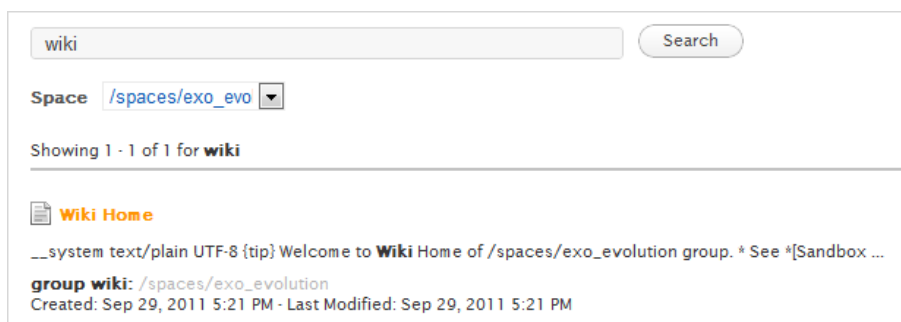 wiki
Search
Space /spaces/exo_evo
Showing 1 - 1 of 1 for wiki
Wiki Home
__system text/plain UTF-8 {tip} Welcome to Wiki Home of /spaces/exo_evolution group. * See *[Sandbox ...
group wiki: /spaces/exo_evolution
Created: Sep 29, 2011 5:21 PM - Last Modified: Sep 29, 2011 5:21 PM